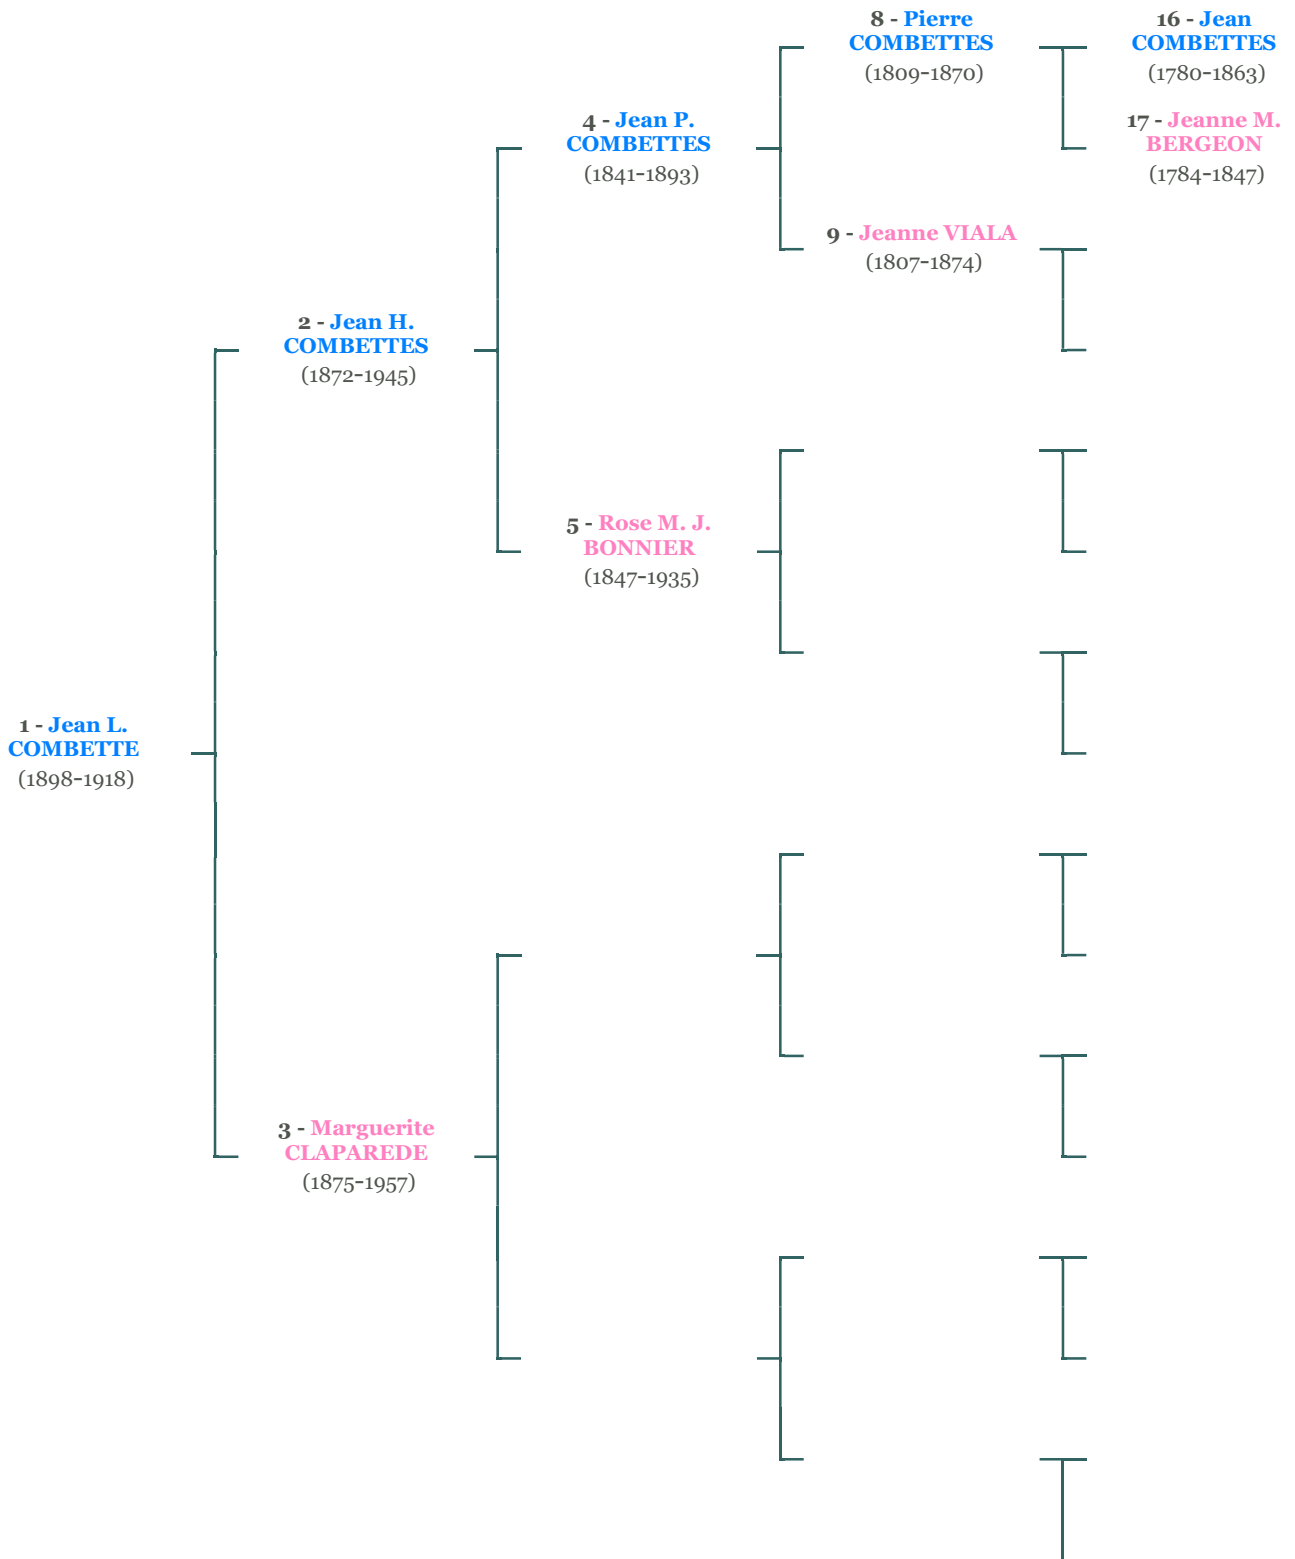 8 - Pierre
COMBETTES
(1809-1870)
16 - Jean
COMBETTES
(1780-1863)
4 - Jean P.
COMBETTES
(1841-1893)
17 - Jeanne M.
BERGEON
(1784-1847)
9 - Jeanne VIALA
(1807-1874)
2 - Jean H.
COMBETTES
(1872-1945)
5 - Rose M. J.
BONNIER
(1847-1935)
1 - Jean L.
COMBETTE
(1898-1918)
3 - Marguerite
CLAPAREDE
(1875-1957)